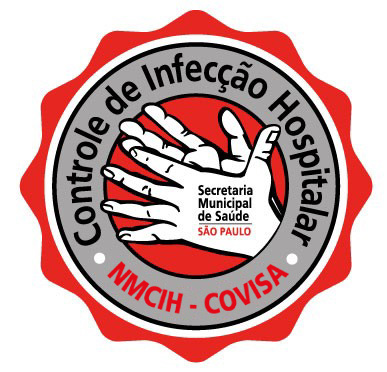 Controle de Infecção Hospitalar
Secretaria
Municipal
de Saúde
SÃO PAULO
NMCIH - COVISA